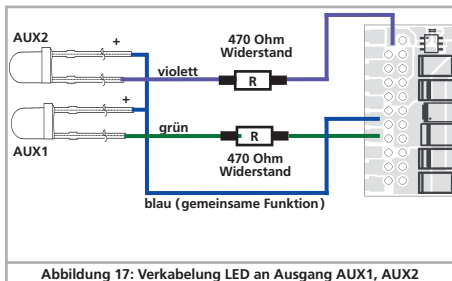 AUX2
+
470 Ohm
Widerstand
violett
R
+
grün
R
AUX1
470 Ohm
Widerstand
blau (gemeinsame Funktion)
Abbildung 17: Verkabelung LED an Ausgang AUX1, AUX2